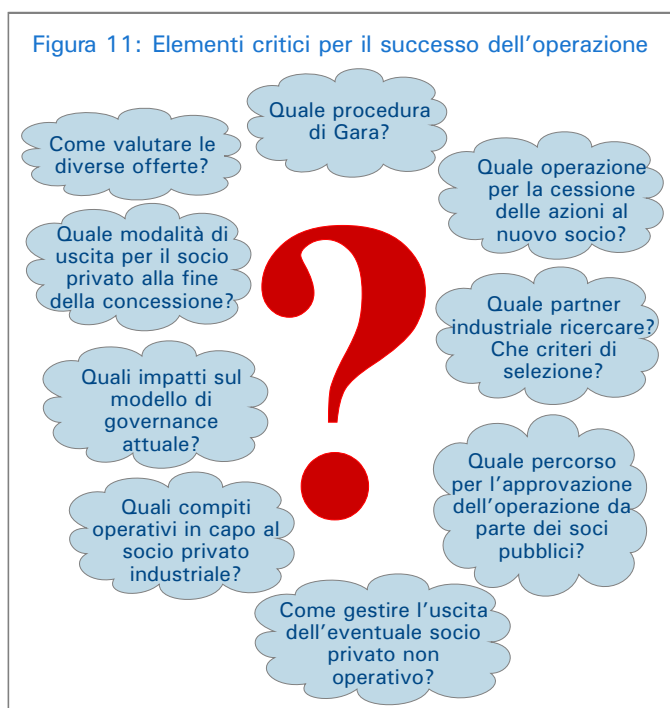 Figura 11: Elementi critici per il successo dell'operazione
Quale procedura
di Gara?
Come valutare le
diverse offerte?
Quale operazione
per la cessione
delle azioni al
nuovo socio?
Quale modalità di
uscita per il socio
privato alla fine
della concessione?
Quale partner
industriale ricercare?
Che criteri di
selezione?
Quali impatti sul
modello di
governance
attuale?
Quale percorso
per l'approvazione
dell'operazione da
parte dei soci
pubblici?
Quali compiti
operativi in capo al
socio privato
industriale?
Come gestire l'uscita
dell'eventuale socio
privato non
operativo?
?